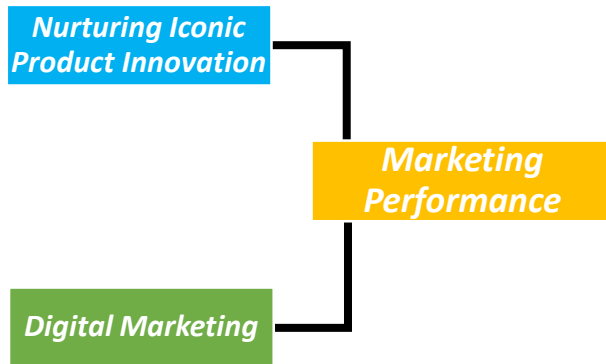 Nurturing Iconic
Product Innovation
Marketing
Performance
Digital Marketing